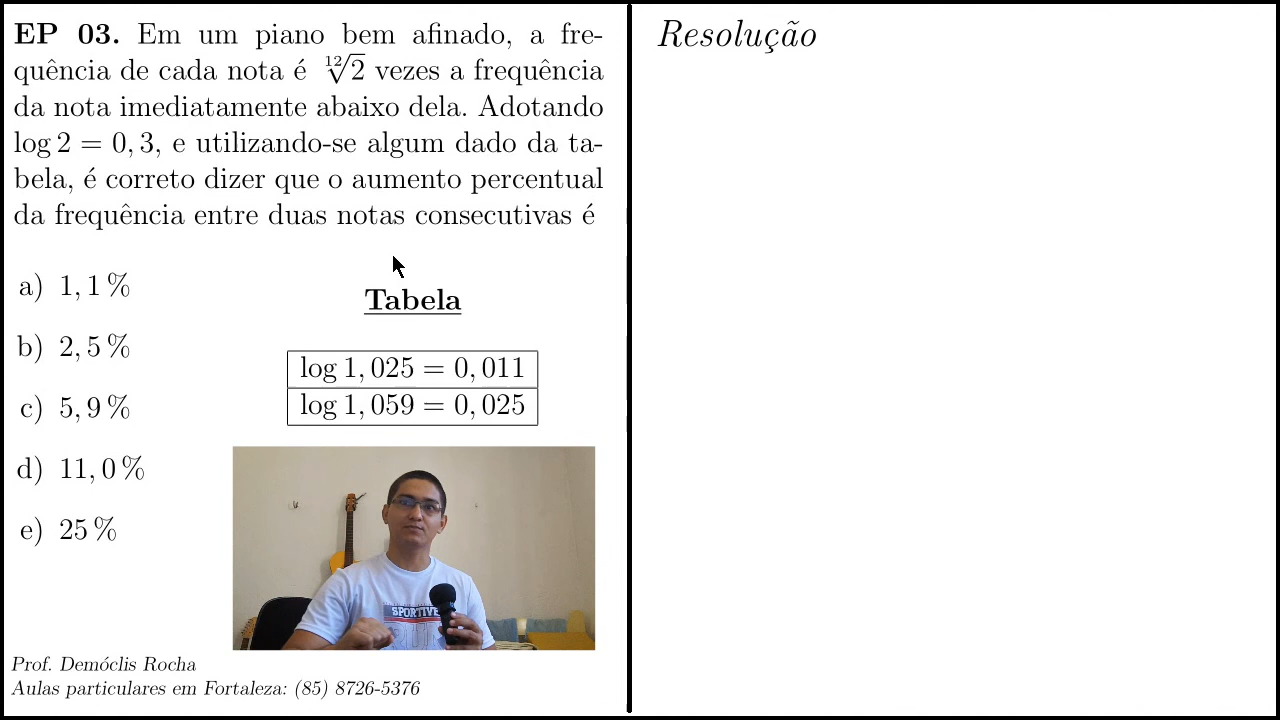 EP 03. Em um piano bem afinado, a fre-
quência de cada nota é ¹²√2 vezes a frequência
da nota imediatamente abaixo dela. Adotando
log 2 = 0, 3, e utilizando-se algum dado da ta-
bela, é correto dizer que o aumento percentual
da frequência entre duas notas consecutivas é
a) 1, 1 %
b) 2, 5 %
c) 5, 9 %
d) 11, 0 %
e) 25 %
Tabela
log 1, 025 = 0, 011
log 1, 059 = 0, 025
SPORTIVE
Prof. Demóclis Rocha
Aulas particulares em Fortaleza: (85) 8726-5376
Resolução